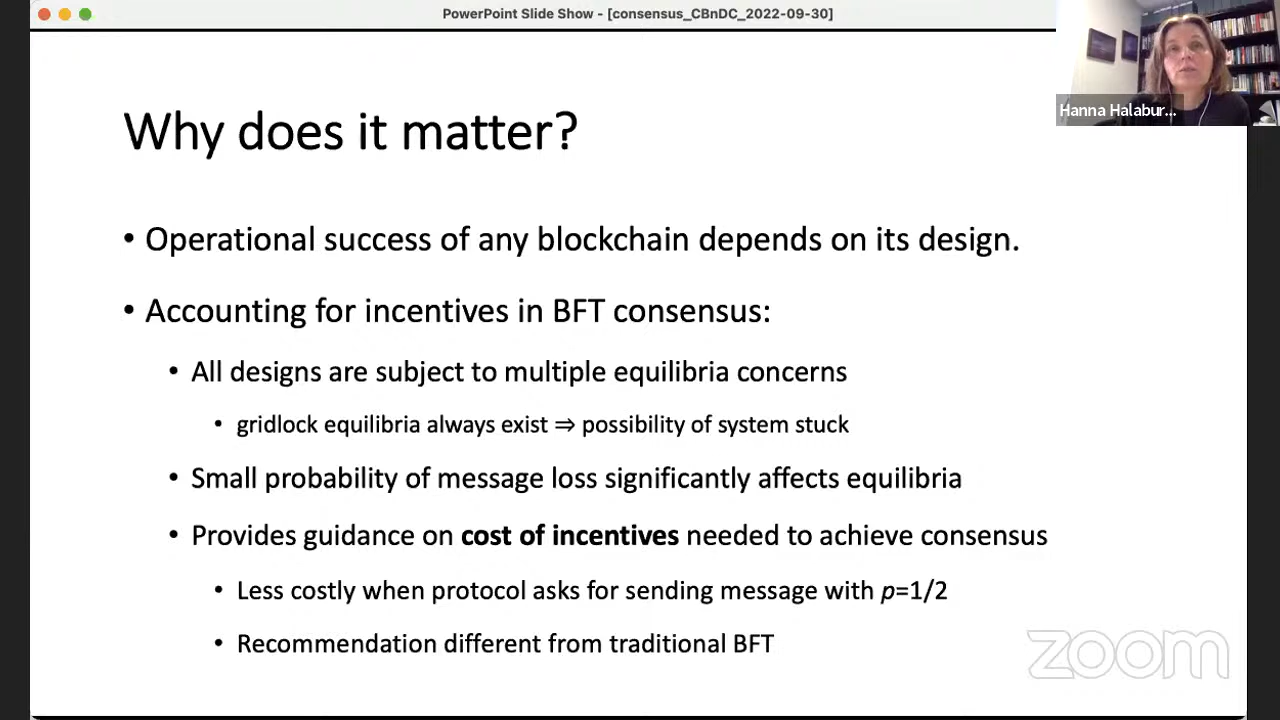 PowerPoint Slide Show - [consensus_CBnDC_2022-09-30]
Hanna Halabur...
Why does it matter?
• Operational success of any blockchain depends on its design.
• Accounting for incentives in BFT consensus:
• All designs are subject to multiple equilibria concerns
• gridlock equilibria always exist ⇒ possibility of system stuck
• Small probability of message loss significantly affects equilibria
• Provides guidance on cost of incentives needed to achieve consensus
• Less costly when protocol asks for sending message with p=1/2
• Recommendation different from traditional BFT
zoom